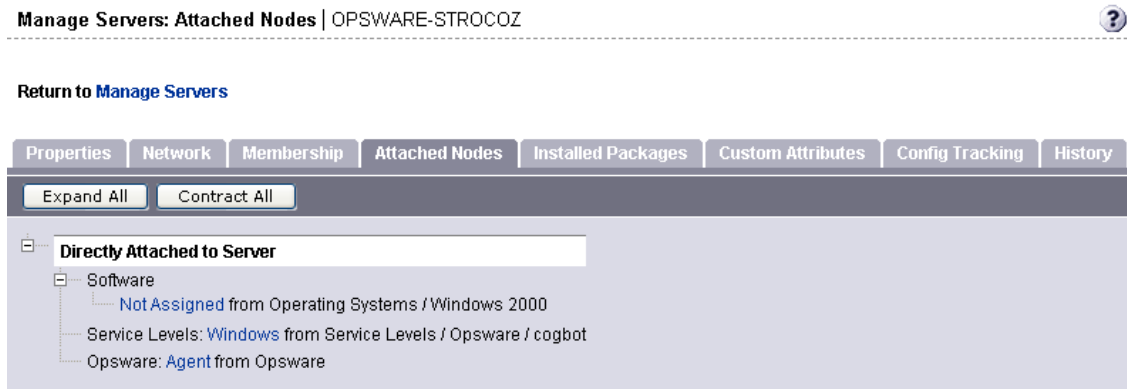 Manage Servers: Attached Nodes | OPSWARE-STROCOZ ?
Return to Manage Servers
Properties Network Membership Attached Nodes Installed Packages Custom Attributes Config Tracking History
Expand All Contract All
Directly Attached to Server
Software
Not Assigned from Operating Systems / Windows 2000
Service Levels: Windows from Service Levels / Opsware / cogbot
Opsware: Agent from Opsware